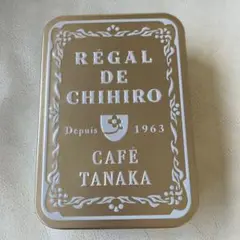 RÉGAL
DE
CHIHIRO
Depuis 1963
CAFÉ
TANAKA